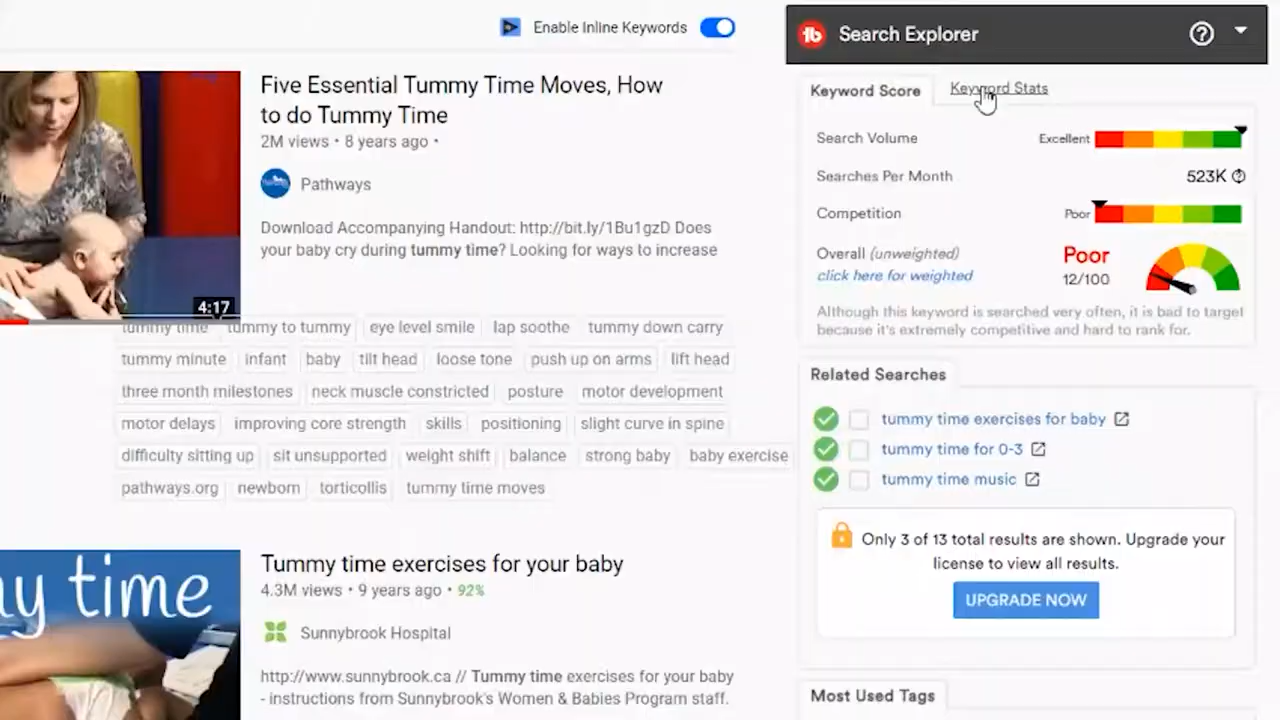 Enable Inline Keywords
Five Essential Tummy Time Moves, How
to do Tummy Time
2M views • 8 years ago •
Pathways
Download Accompanying Handout: http://bit.ly/1Bu1gzD Does
your baby cry during tummy time? Looking for ways to increase
4:17
tummy time tummy to tummy eye level smile lap soothe tummy down carry
tummy minute infant baby tilt head loose tone push up on arms lift head
three month milestones neck muscle constricted posture motor development
motor delays improving core strength skills positioning slight curve in spine
difficulty sitting up sit unsupported weight shift balance strong baby baby exercise
pathways.org newborn torticollis tummy time moves
my time
Tummy time exercises for your baby
4.3M views • 9 years ago • 92%
Sunnybrook Hospital
http://www.sunnybrook.ca // Tummy time exercises for your baby
- instructions from Sunnybrook's Women & Babies Program staff.
tb Search Explorer ?
Keyword Score Keyword Stats
Search Volume Excellent
Searches Per Month 523K
Competition Poor
Overall (unweighted) Poor
click here for weighted 12/100
Although this keyword is searched very often, it is bad to target
because it's extremely competitive and hard to rank for.
Related Searches
tummy time exercises for baby
tummy time for 0-3
tummy time music
Only 3 of 13 total results are shown. Upgrade your
license to view all results.
UPGRADE NOW
Most Used Tags